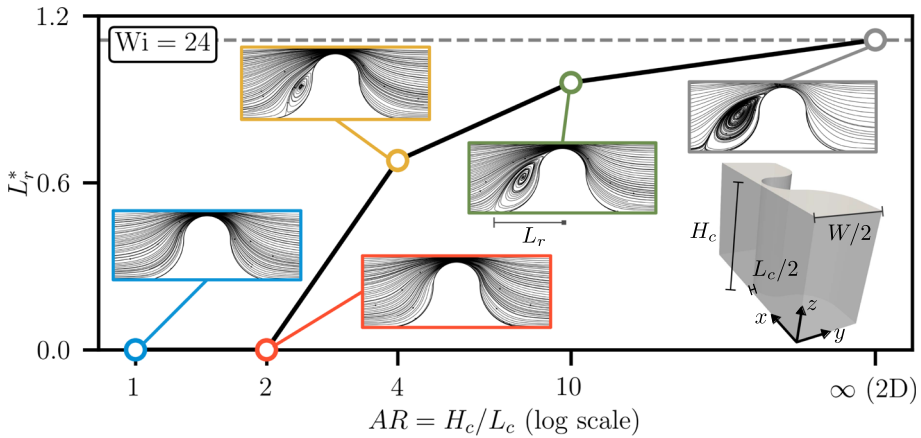 1.2
Wi = 24
0.6
L*_r
0.0
L_r
H_c
W/2
L_c/2
x
z
y
1 2 4 10 ∞ (2D)
AR = H_c/L_c (log scale)